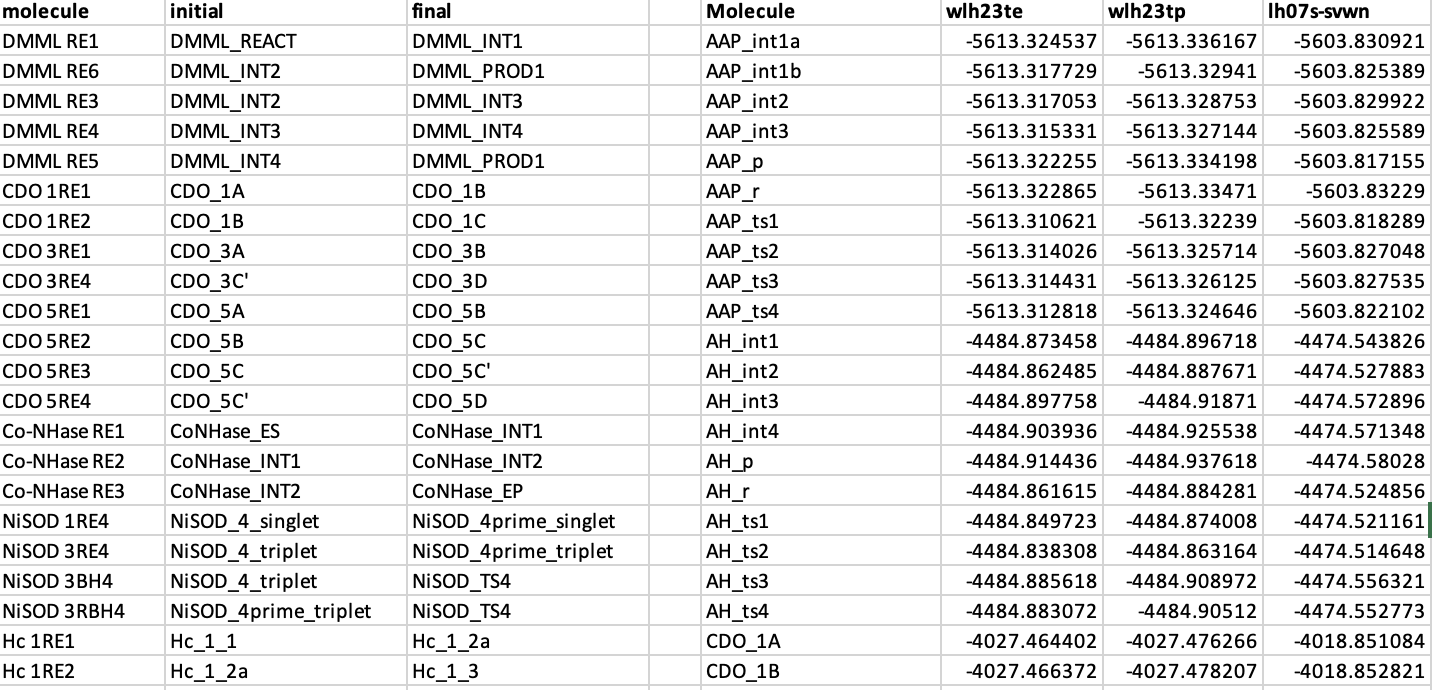 molecule initial final Molecule wlh23te wlh23tp lh07s-svwn
DMML RE1 DMML_REACT DMML_INT1 AAP_int1a -5613.324537 -5613.336167 -5603.830921
DMML RE6 DMML_INT2 DMML_PROD1 AAP_int1b -5613.317729 -5613.32941 -5603.825389
DMML RE3 DMML_INT2 DMML_INT3 AAP_int2 -5613.317053 -5613.328753 -5603.829922
DMML RE4 DMML_INT3 DMML_INT4 AAP_int3 -5613.315331 -5613.327144 -5603.825589
DMML RE5 DMML_INT4 DMML_PROD1 AAP_p -5613.322255 -5613.334198 -5603.817155
CDO 1RE1 CDO_1A CDO_1B AAP_r -5613.322865 -5613.33471 -5603.83229
CDO 1RE2 CDO_1B CDO_1C AAP_ts1 -5613.310621 -5613.32239 -5603.818289
CDO 3RE1 CDO_3A CDO_3B AAP_ts2 -5613.314026 -5613.325714 -5603.827048
CDO 3RE4 CDO_3C' CDO_3D AAP_ts3 -5613.314431 -5613.326125 -5603.827535
CDO 5RE1 CDO_5A CDO_5B AAP_ts4 -5613.312818 -5613.324646 -5603.822102
CDO 5RE2 CDO_5B CDO_5C AH_int1 -4484.873458 -4484.896718 -4474.543826
CDO 5RE3 CDO_5C CDO_5C' AH_int2 -4484.862485 -4484.887671 -4474.527883
CDO 5RE4 CDO_5C' CDO_5D AH_int3 -4484.897758 -4484.91871 -4474.572896
Co-NHase RE1 CoNHase_ES CoNHase_INT1 AH_int4 -4484.903936 -4484.925538 -4474.571348
Co-NHase RE2 CoNHase_INT1 CoNHase_INT2 AH_p -4484.914436 -4484.937618 -4474.58028
Co-NHase RE3 CoNHase_INT2 CoNHase_EP AH_r -4484.861615 -4484.884281 -4474.524856
NiSOD 1RE4 NiSOD_4_singlet NiSOD_4prime_singlet AH_ts1 -4484.849723 -4484.874008 -4474.521161
NiSOD 3RE4 NiSOD_4_triplet NiSOD_4prime_triplet AH_ts2 -4484.838308 -4484.863164 -4474.514648
NiSOD 3BH4 NiSOD_4_triplet NiSOD_TS4 AH_ts3 -4484.885618 -4484.908972 -4474.556321
NiSOD 3RBH4 NiSOD_4prime_triplet NiSOD_TS4 AH_ts4 -4484.883072 -4484.90512 -4474.552773
Hc 1RE1 Hc_1_1 Hc_1_2a CDO_1A -4027.464402 -4027.476266 -4018.851084
Hc 1RE2 Hc_1_2a Hc_1_3 CDO_1B -4027.466372 -4027.478207 -4018.852821